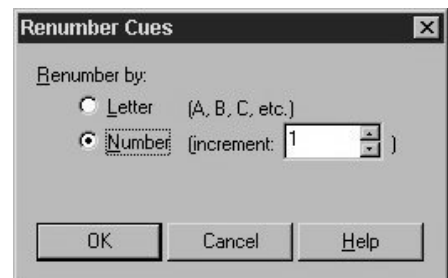 Renumber Cues
Renumber by:
Letter (A, B, C, etc.)
Number (increment: 1 )
OK Cancel Help